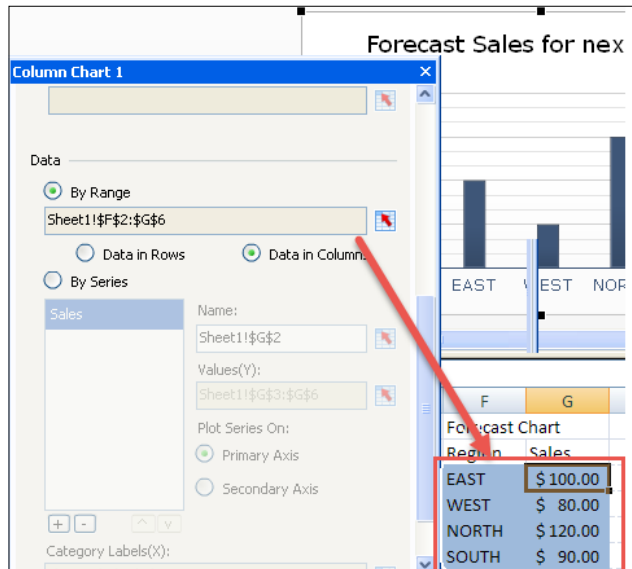 Forecast Sales for nex
Column Chart 1
Data
By Range
Sheet1!$F$2:$G$6
Data in Rows
Data in Columns
By Series
Sales
Name:
Sheet1!$G$2
Values(Y):
Sheet1!$G$3:$G$6
Plot Series On:
Primary Axis
Secondary Axis
Category Labels(X):
EAST WEST NOR
F G
Forecast Chart
Region Sales
EAST $100.00
WEST $ 80.00
NORTH $120.00
SOUTH $ 90.00